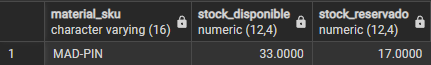 material_sku stock_disponible stock_reservado
character varying (16) numeric (12,4) numeric (12,4)
1 MAD-PIN 33.0000 17.0000